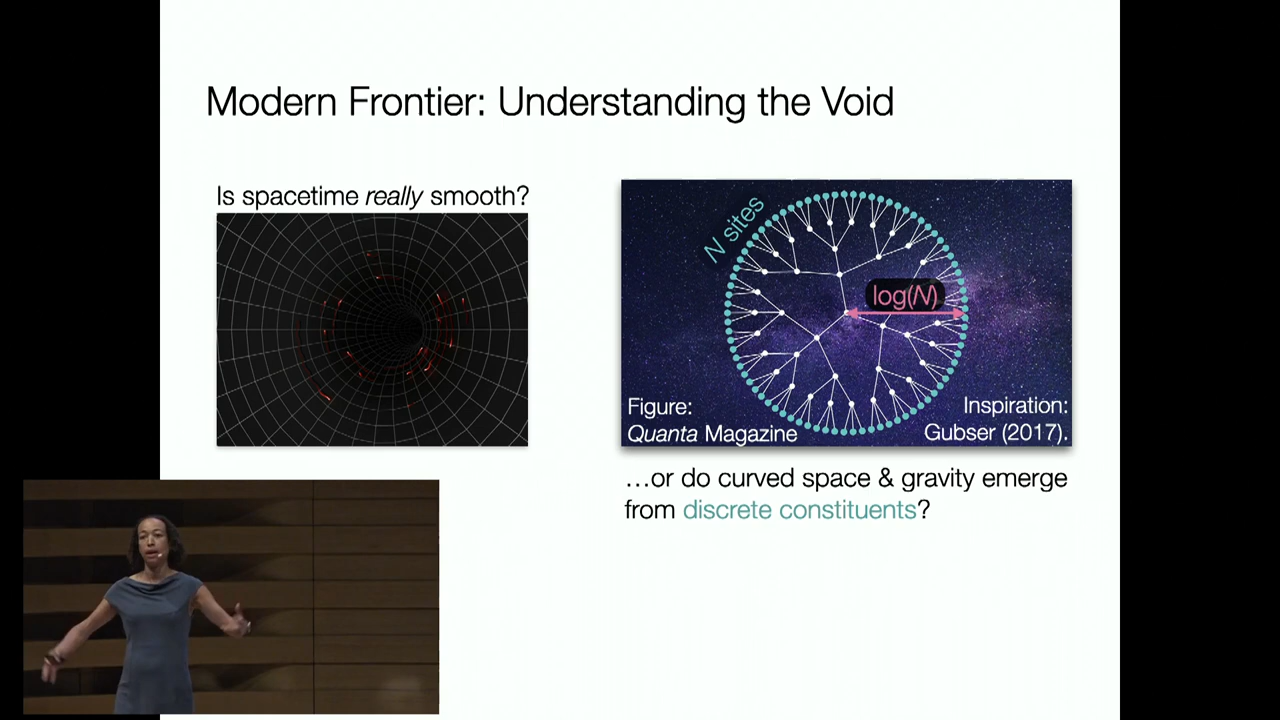 Modern Frontier: Understanding the Void
Is spacetime really smooth?
N sites
log(N)
Figure:
Quanta Magazine
Inspiration:
Gubser (2017).
…or do curved space & gravity emerge
from discrete constituents?